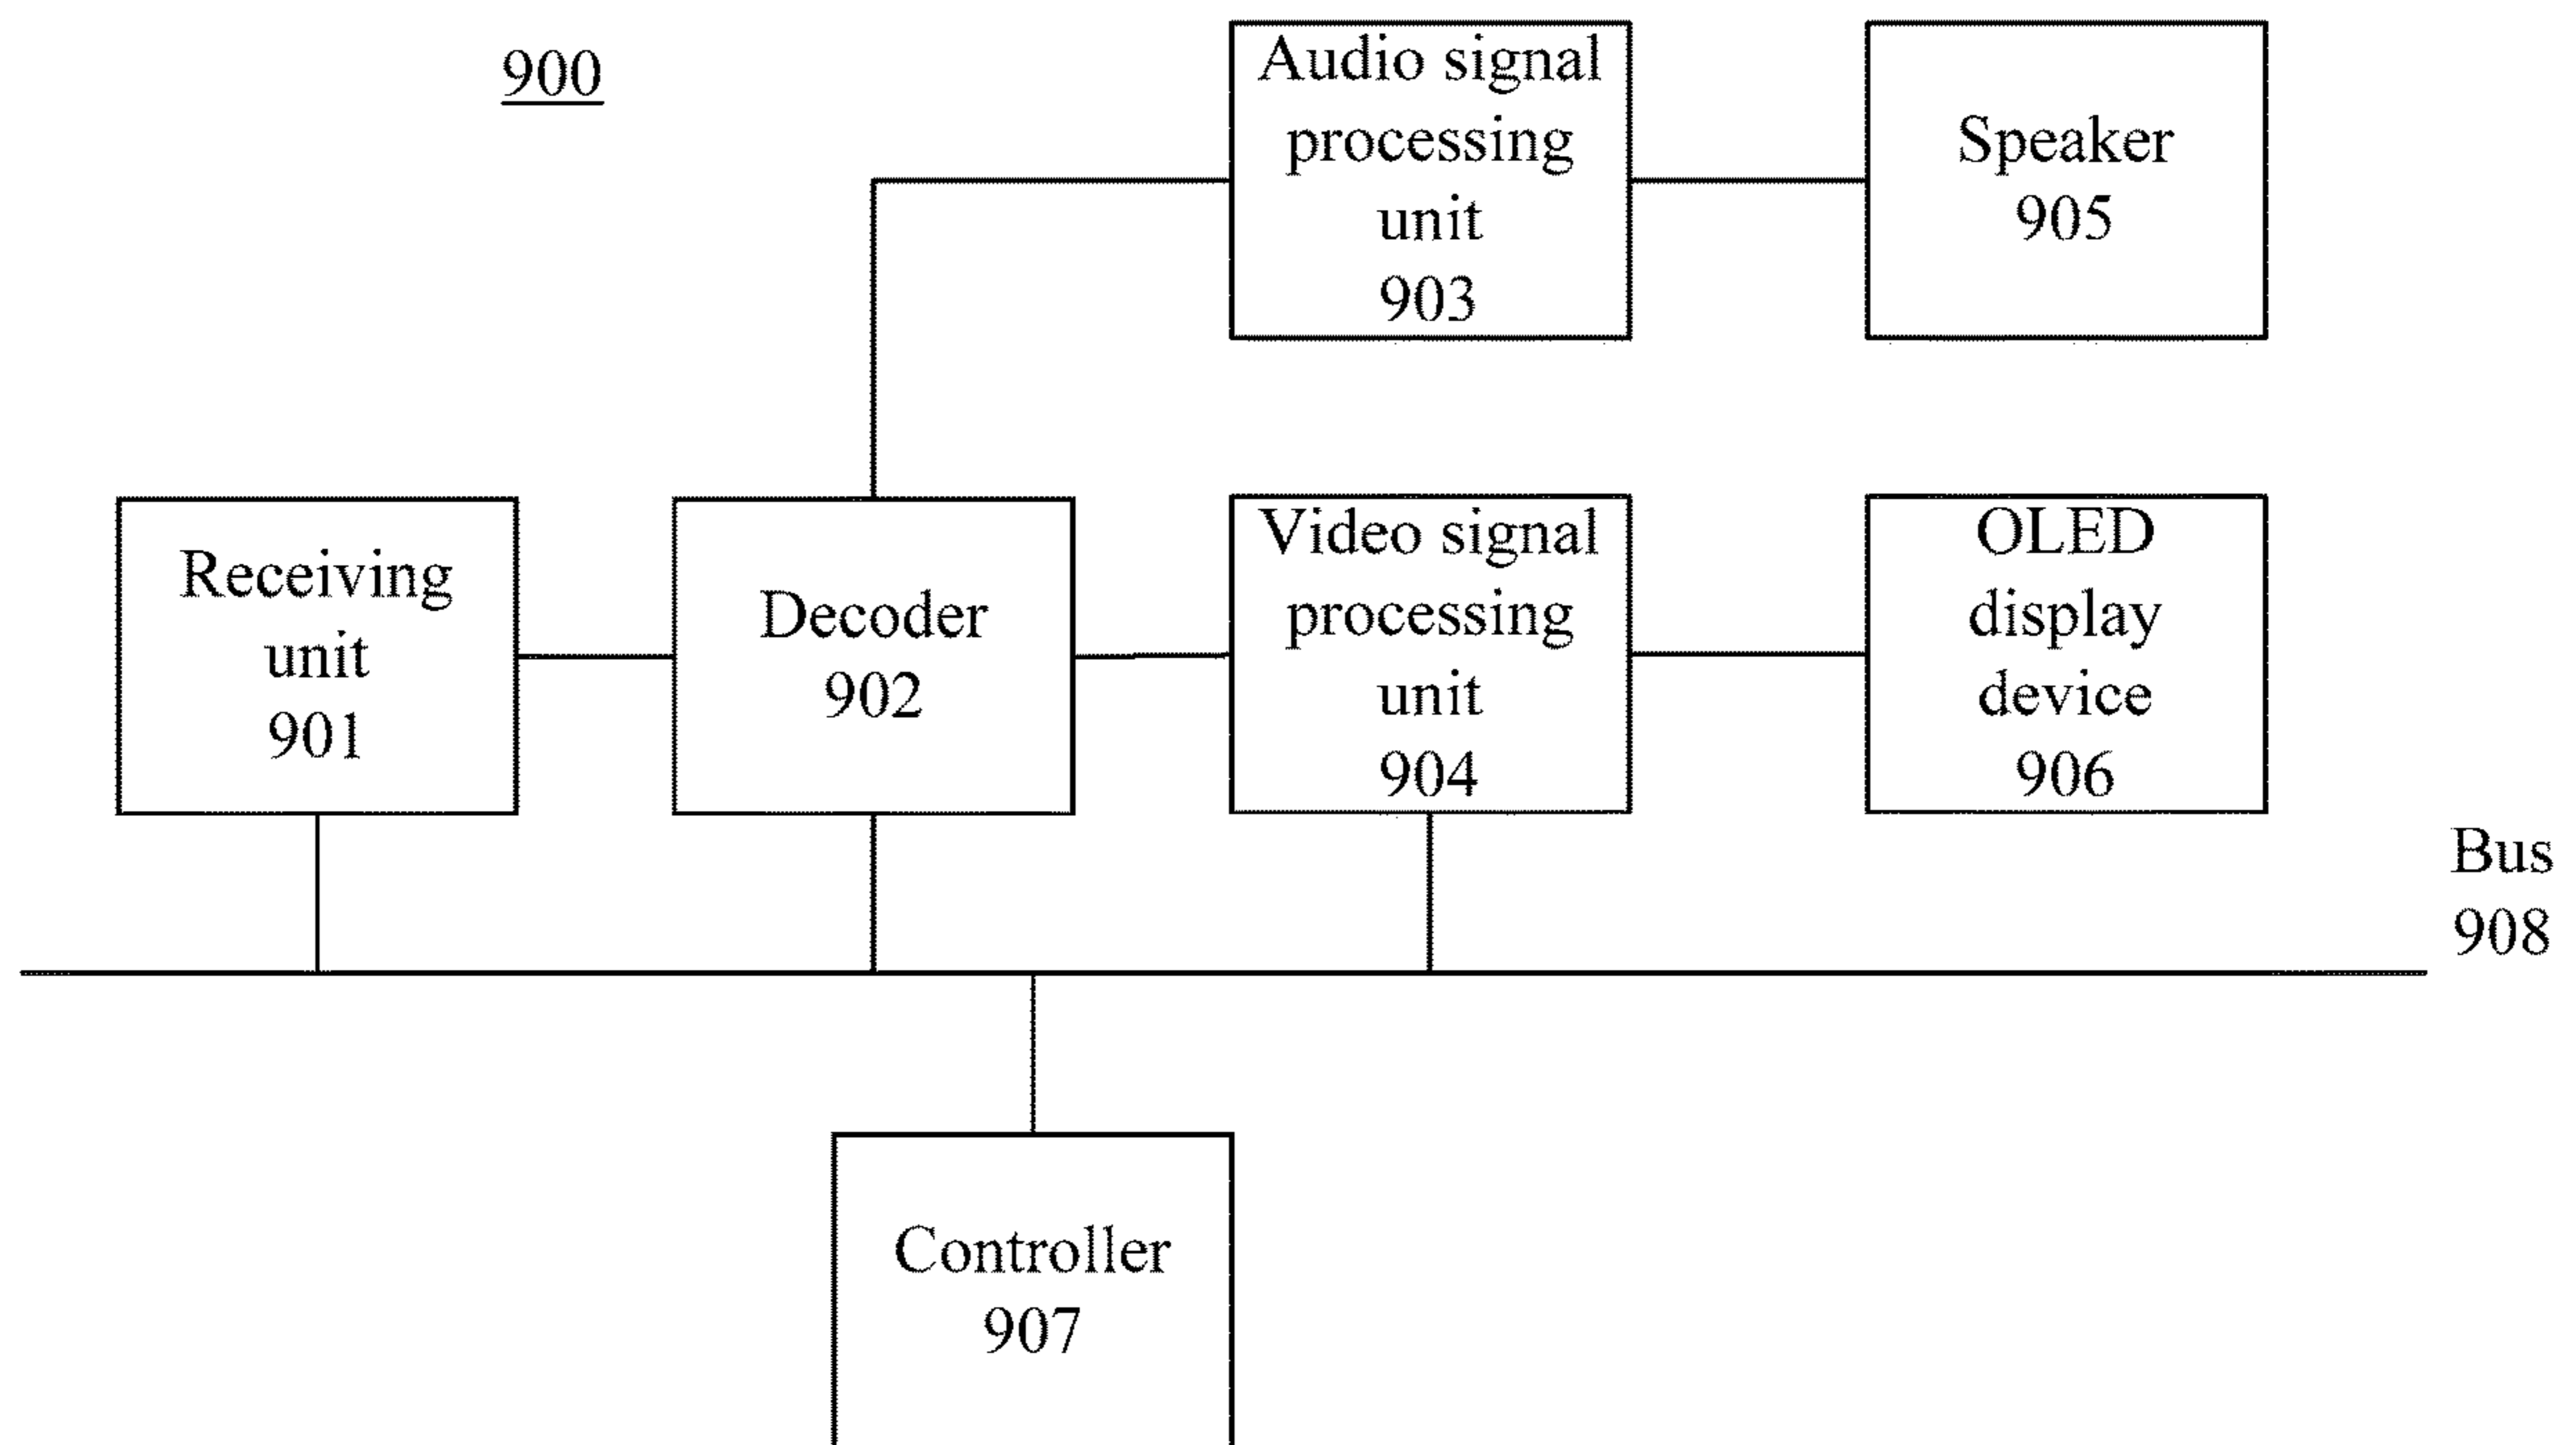 900
Audio signal
processing
unit
903
Speaker
905
Receiving
unit
901
Decoder
902
Video signal
processing
unit
904
OLED
display
device
906
Bus
908
Controller
907